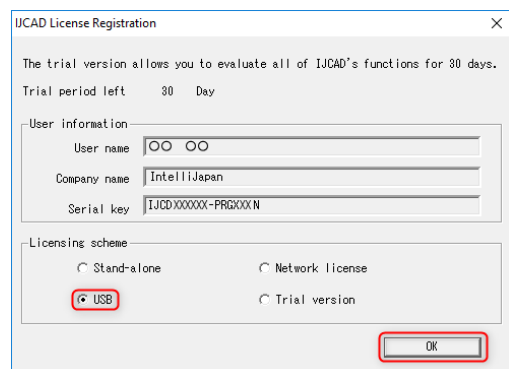 IJCAD License Registration
The trial version allows you to evaluate all of IJCAD's functions for 30 days.
Trial period left 30 Day
User information
User name ○○ ○○
Company name IntelliJapan
Serial key IJCDXXXXXX-PRGXXXN
Licensing scheme
Stand-alone Network license
USB Trial version
OK